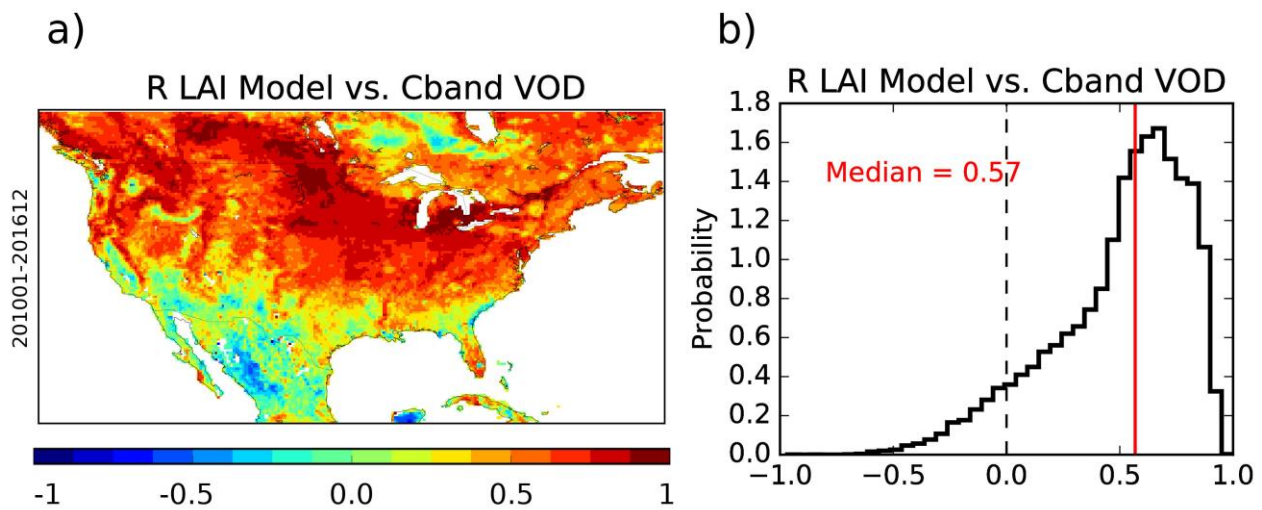 a)
R LAI Model vs. Cband VOD
201001-201612
-1 -0.5 0.0 0.5 1
b)
R LAI Model vs. Cband VOD
Probability
1.8
1.6
1.4
1.2
1.0
0.8
0.6
0.4
0.2
0.0
Median = 0.57
-1.0 -0.5 0.0 0.5 1.0